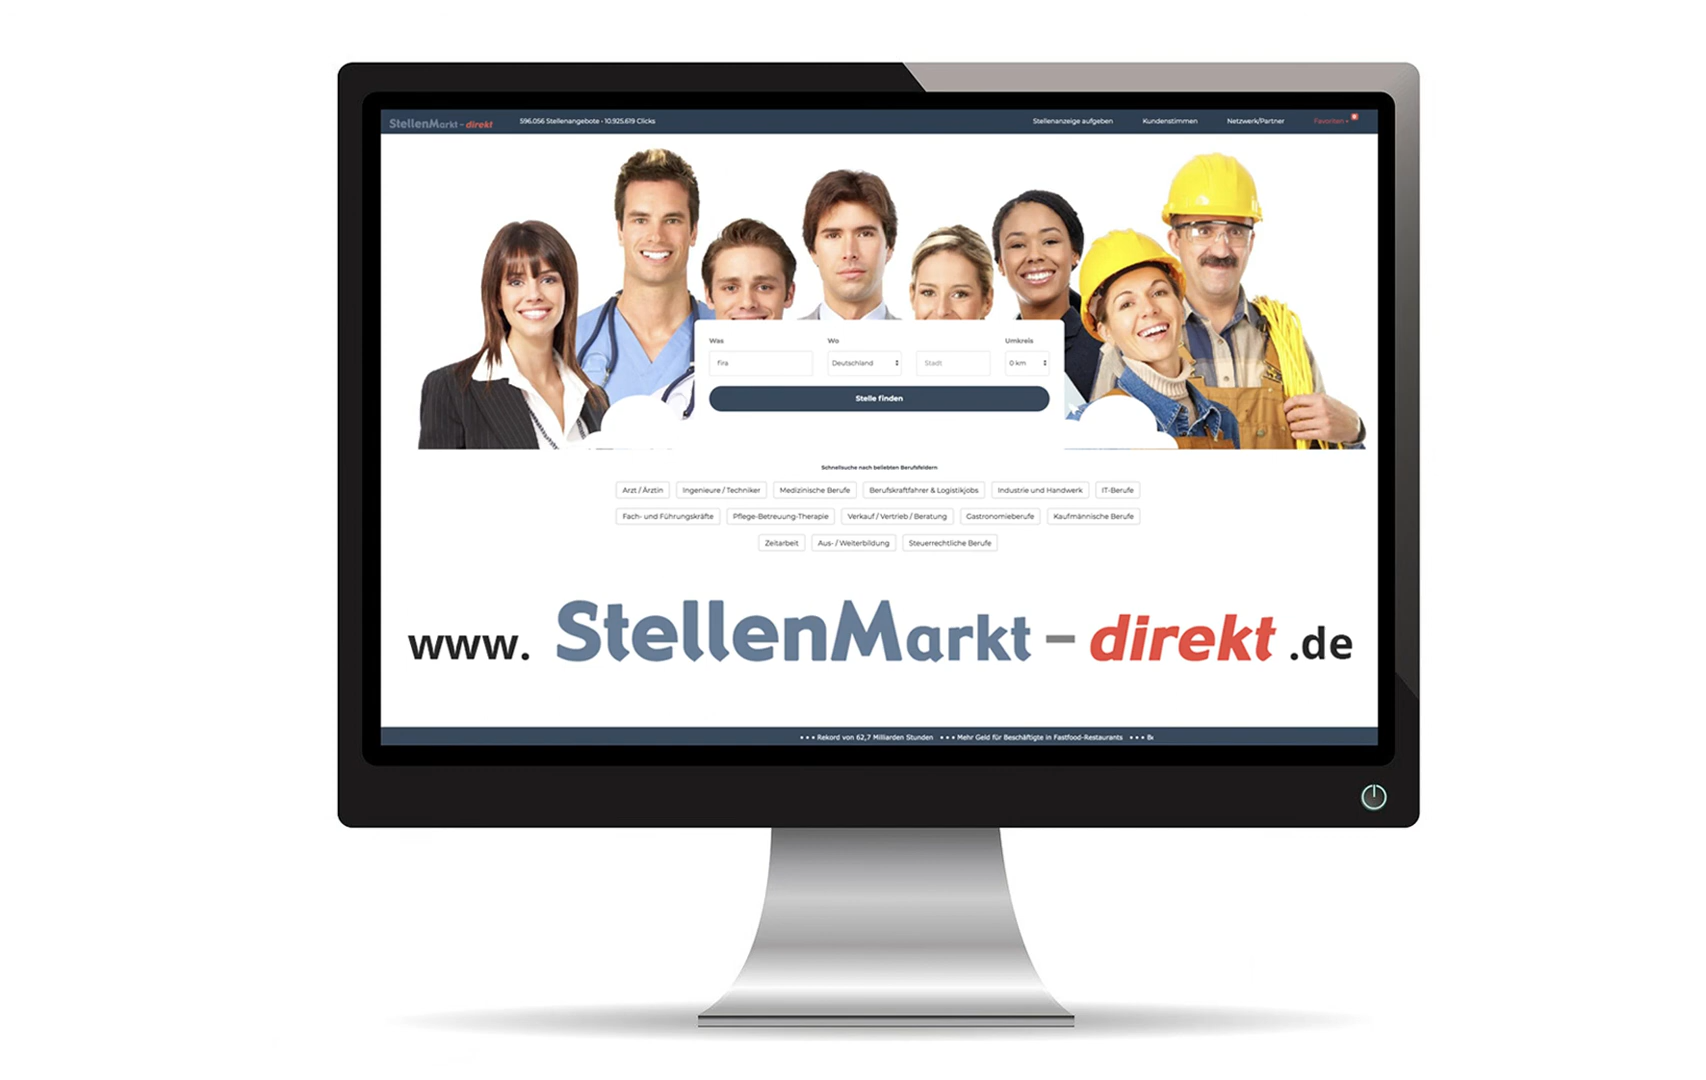 StellenMarkt - direkt 596.056 Stellenangebote - 10.925.619 Clicks Stellenanzeige aufgeben Kundenstimmen Netzwerk/Partner Favoriten
Was Wo Umkreis
fira Deutschland Stadt 0 km
Stelle finden
Schnellsuche nach beliebten Berufsfeldern
Arzt / Ärztin Ingenieure / Techniker Medizinische Berufe Berufskraftfahrer & Logistikjobs Industrie und Handwerk IT-Berufe
Fach- und Führungskräfte Pflege-Betreuung-Therapie Verkauf / Vertrieb / Beratung Gastronomieberufe Kaufmännische Berufe
Zeitarbeit Aus- / Weiterbildung Steuerrechtliche Berufe
www. StellenMarkt - direkt .de
• • • Rekord von 62,7 Milliarden Stunden • • • Mehr Geld für Beschäftigte in Fastfood-Restaurants • • •